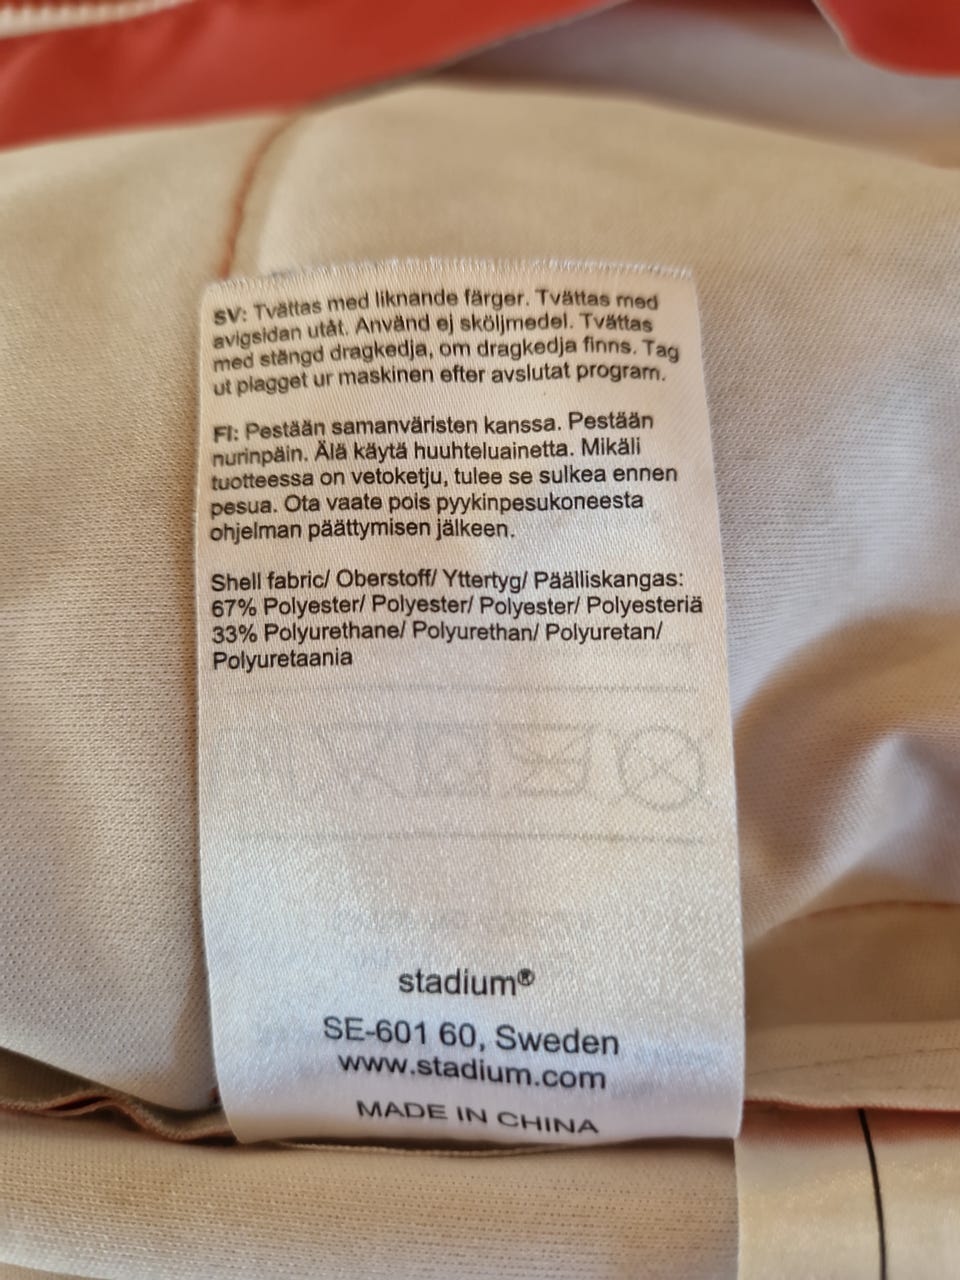 SV: Tvättas med liknande färger. Tvättas med
avigsidan utåt. Använd ej sköljmedel. Tvättas
med stängd dragkedja, om dragkedja finns. Tag
ut plagget ur maskinen efter avslutat program.
FI: Pestään samanväristen kanssa. Pestään
nurinpäin. Älä käytä huuhteluainetta. Mikäli
tuotteessa on vetoketju, tulee se sulkea ennen
pesua. Ota vaate pois pyykinpesukoneesta
ohjelman päättymisen jälkeen.
Shell fabric/ Oberstoff/ Yttertyg/ Päälliskangas:
67% Polyester/ Polyester/ Polyester/ Polyesteriä
33% Polyurethane/ Polyurethan/ Polyuretan/
Polyuretaania
stadium®
SE-601 60, Sweden
www.stadium.com
MADE IN CHINA